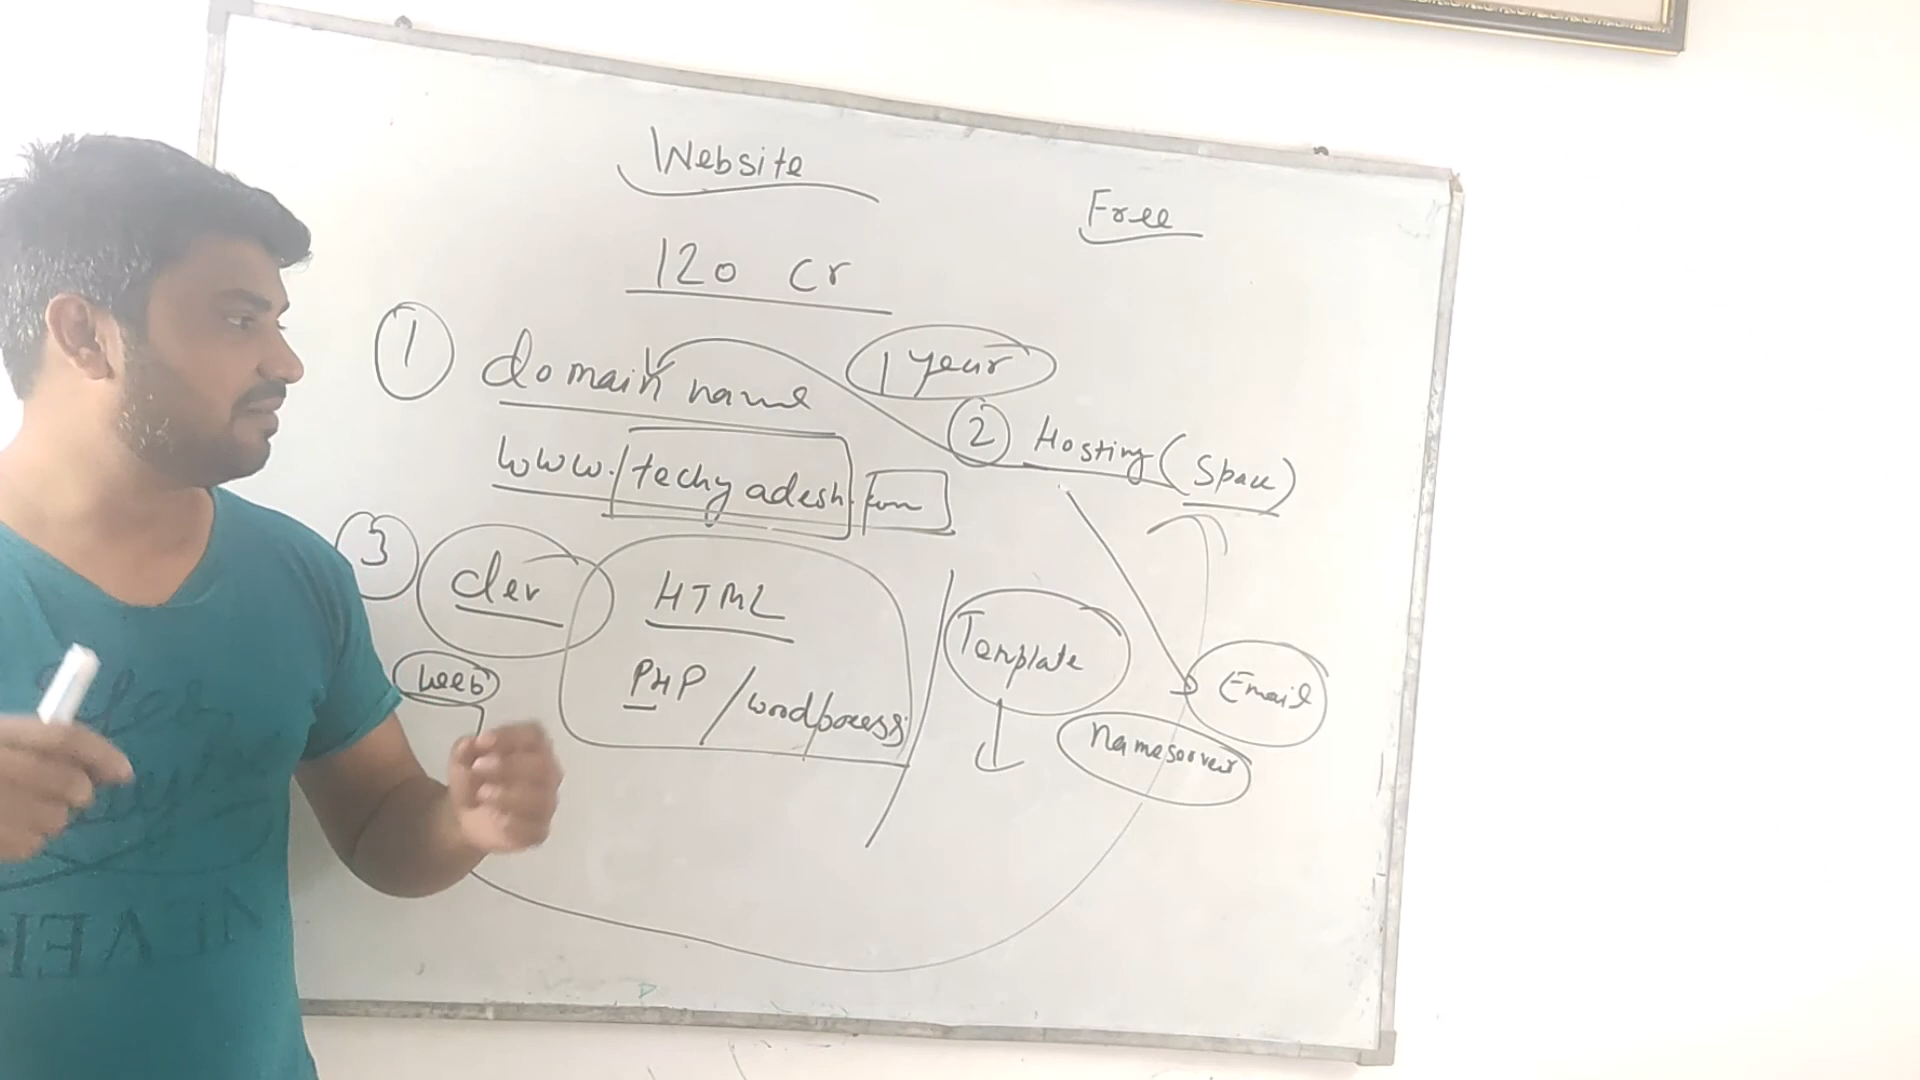 Website
Free
120 cr
1 domain name
1 year
2 Hosting (Space)
www.techyadesh.com
3 dev
HTML
Template
web
PHP / wordpress
Email
Nameserver
NEVER